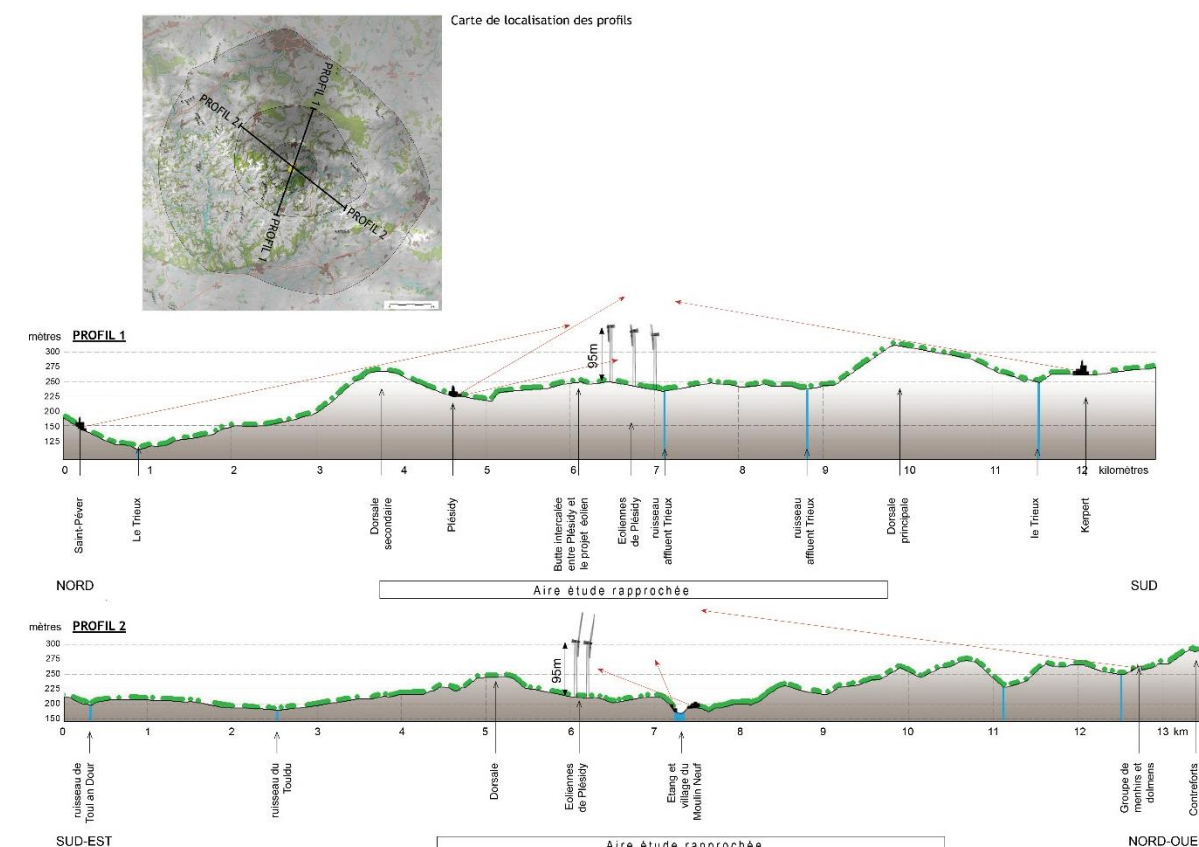 Carte de localisation des profils
PROFIL 1
PROFIL 2
PROFIL 2
PROFIL 1
mètres PROFIL 1
300
275
250
225
200
150
125
95m
0 1 2 3 4 5 6 7 8 9 10 11 12 kilomètres
Saint-Péver
Le Trieux
Dorsale
secondaire
Plésidy
Butte intercalée
entre Plésidy et
le projet éolien
Eoliennes
de Plésidy
ruisseau
affluent Trieux
ruisseau
affluent Trieux
Dorsale
principale
le Trieux
Kerpert
NORD
SUD
Aire étude rapprochée
mètres PROFIL 2
300
275
250
225
200
150
95m
0 1 2 3 4 5 6 7 8 9 10 11 12 13 km
ruisseau de
Toul an Dour
ruisseau du
Touldu
Dorsale
Eoliennes
de Plésidy
Etang et
village du
Moulin Neuf
Groupe de
menhirs et
dolmens
Contreforts
SUD-EST
NORD-OUE
Aire étude rapprochée